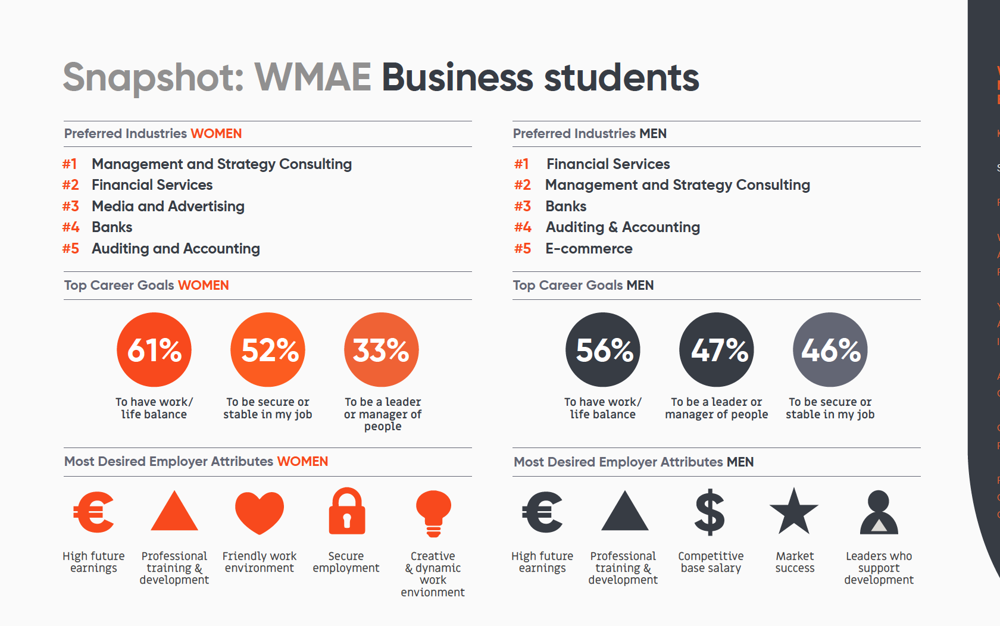 Snapshot: WMAE Business students
Preferred Industries WOMEN
#1 Management and Strategy Consulting
#2 Financial Services
#3 Media and Advertising
#4 Banks
#5 Auditing and Accounting
Preferred Industries MEN
#1 Financial Services
#2 Management and Strategy Consulting
#3 Banks
#4 Auditing & Accounting
#5 E-commerce
Top Career Goals WOMEN
61%
To have work/
life balance
52%
To be secure or
stable in my job
33%
To be a leader
or manager of
people
Top Career Goals MEN
56%
To have work/
life balance
47%
To be a leader or
manager of people
46%
To be secure or
stable in my job
Most Desired Employer Attributes WOMEN
€
High future
earnings
Professional
training &
development
Friendly work
environment
Secure
employment
Creative
& dynamic
work
envionment
Most Desired Employer Attributes MEN
€
High future
earnings
Professional
training &
development
$
Competitive
base salary
Market
success
Leaders who
support
development